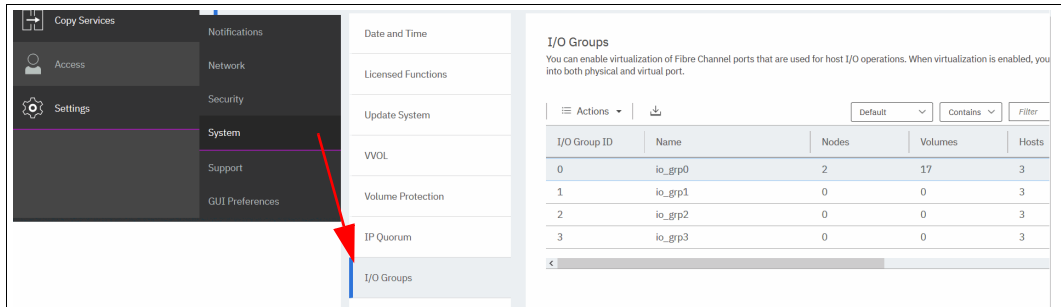 Copy Services
Access
Settings
Notifications
Network
Security
System
Support
GUI Preferences
Date and Time
Licensed Functions
Update System
VVOL
Volume Protection
IP Quorum
I/O Groups
I/O Groups
You can enable virtualization of Fibre Channel ports that are used for host I/O operations. When virtualization is enabled, you
into both physical and virtual port.
Actions Default Contains Filter
I/O Group ID Name Nodes Volumes Hosts
0 io_grp0 2 17 3
1 io_grp1 0 0 3
2 io_grp2 0 0 3
3 io_grp3 0 0 3